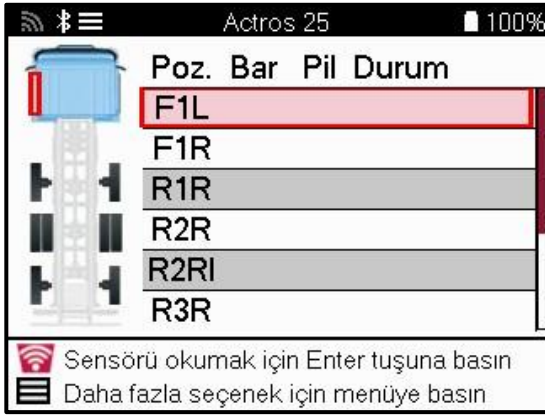 Actros 25 100%
Poz. Bar Pil Durum
F1L
F1R
R1R
R2R
R2RI
R3R
Sensörü okumak için Enter tuşuna basın
Daha fazla seçenek için menüye basın